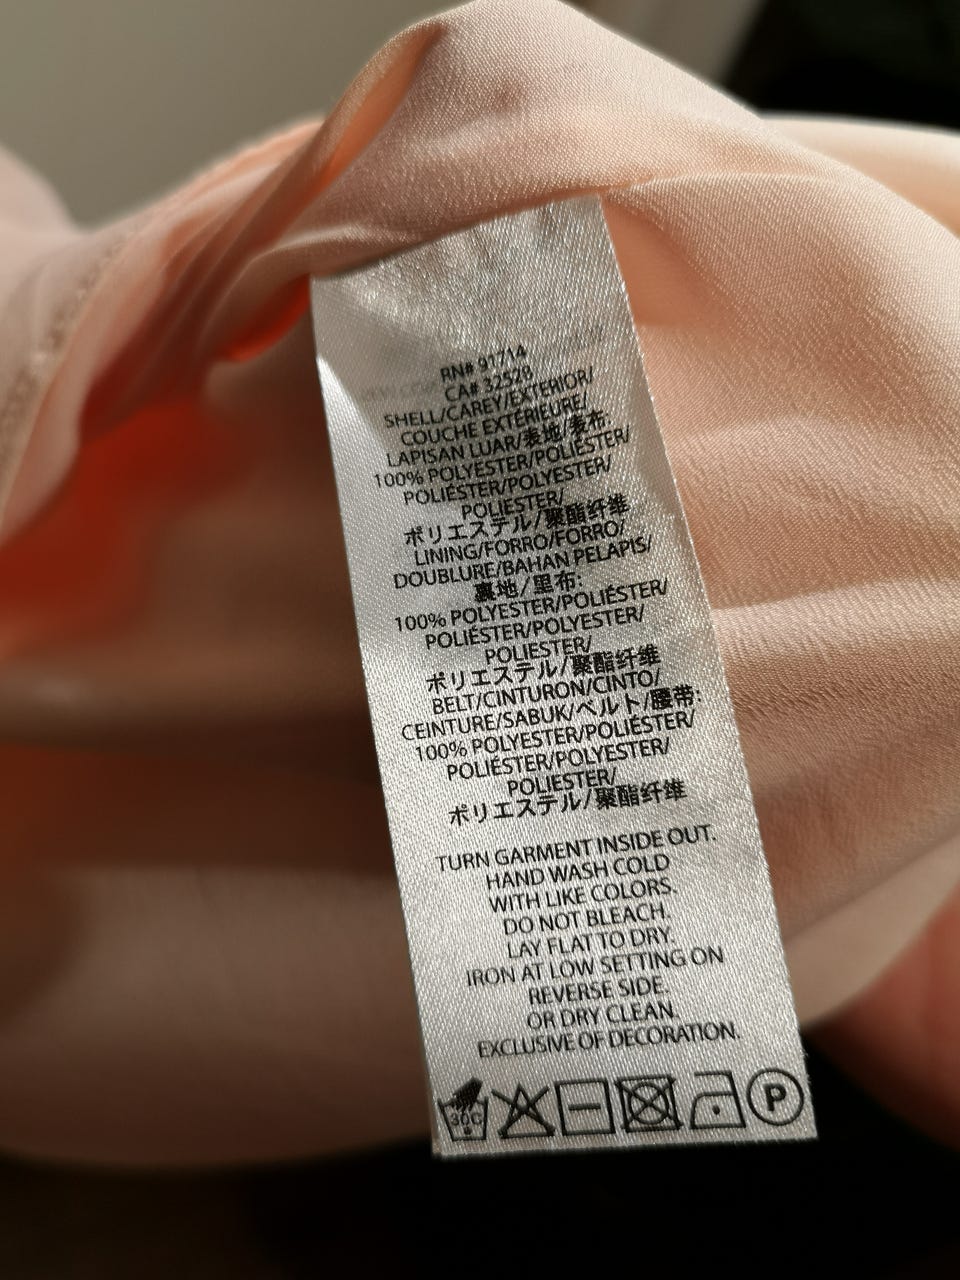 RN# 91714
CA# 32529
SHELL/CAREY/EXTERIOR/
COUCHE EXTÉRIEURE/
LAPISAN LUAR/表地/表布:
100% POLYESTER/POLIÉSTER/
POLIÉSTER/POLYESTER/
POLIESTER/
ポリエステル/聚酯纤维
LINING/FORRO/FORRO/
DOUBLURE/BAHAN PELAPIS/
裏地/里布:
100% POLYESTER/POLIÉSTER/
POLIÉSTER/POLYESTER/
POLIESTER/
ポリエステル/聚酯纤维
BELT/CINTURON/CINTO/
CEINTURE/SABUK/ベルト/腰带:
100% POLYESTER/POLIÉSTER/
POLIÉSTER/POLYESTER/
POLIESTER/
ポリエステル/聚酯纤维
TURN GARMENT INSIDE OUT.
HAND WASH COLD
WITH LIKE COLORS.
DO NOT BLEACH.
LAY FLAT TO DRY.
IRON AT LOW SETTING ON
REVERSE SIDE.
OR DRY CLEAN.
EXCLUSIVE OF DECORATION.
30C P